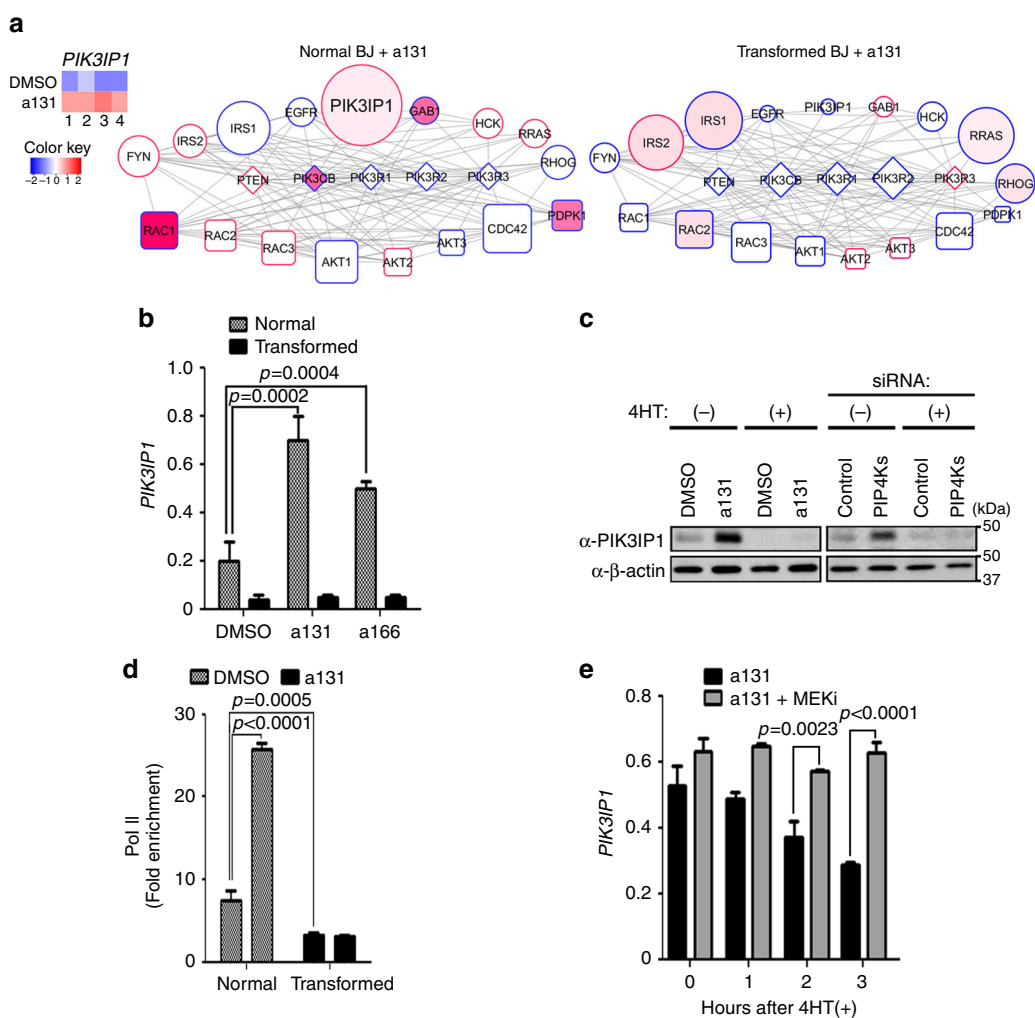 a
PIK3IP1
DMSO
a131
1 2 3 4
Color key
−2 −1 0 1 2
Normal BJ + a131
PIK3IP1
EGFR
GAB1
IRS1
HCK
IRS2
RRAS
FYN
RHOG
PTEN
PIK3CB
PIK3R1
PIK3R2
PIK3R3
RAC1
RAC2
RAC3
AKT1
AKT2
AKT3
CDC42
PDPK1
Transformed BJ + a131
IRS1
EGFR
PIK3IP1
GAB1
HCK
IRS2
RRAS
FYN
RHOG
PTEN
PIK3CB
PIK3R1
PIK3R2
PIK3R3
RAC1
RAC2
RAC3
AKT1
AKT2
AKT3
CDC42
PDPK1
b
Normal
Transformed
p=0.0004
p=0.0002
PIK3IP1
1.0
0.8
0.6
0.4
0.2
0
DMSO a131 a166
c
siRNA:
4HT: (−) (+) (−) (+)
DMSO a131 DMSO a131 Control PIP4Ks Control PIP4Ks
(kDa)
α-PIK3IP1
50
α-β-actin
50
37
d
DMSO a131
p=0.0005
p<0.0001
Pol II
(Fold enrichment)
30
20
10
0
Normal Transformed
e
a131
a131 + MEKi
p=0.0023
p<0.0001
PIK3IP1
0.8
0.6
0.4
0.2
0
0 1 2 3
Hours after 4HT(+)